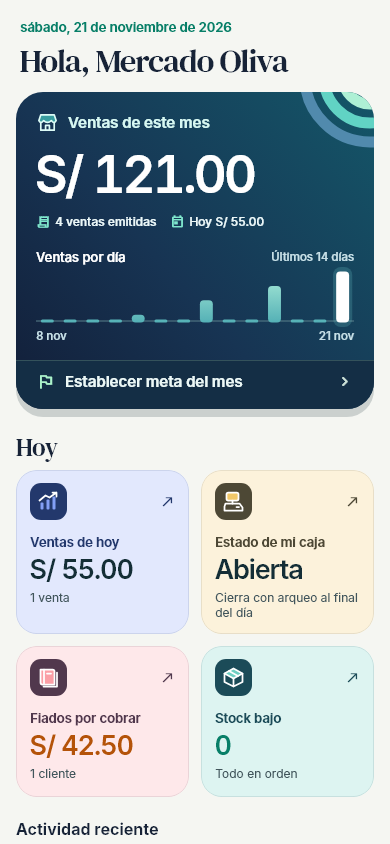 sábado, 21 de noviembre de 2026
Hola, Mercado Oliva
Ventas de este mes
S/ 121.00
4 ventas emitidas
Hoy S/ 55.00
Ventas por día
Últimos 14 días
8 nov
21 nov
Establecer meta del mes
Hoy
Ventas de hoy
S/ 55.00
1 venta
Estado de mi caja
Abierta
Cierra con arqueo al final
del día
Fiados por cobrar
S/ 42.50
1 cliente
Stock bajo
0
Todo en orden
Actividad reciente